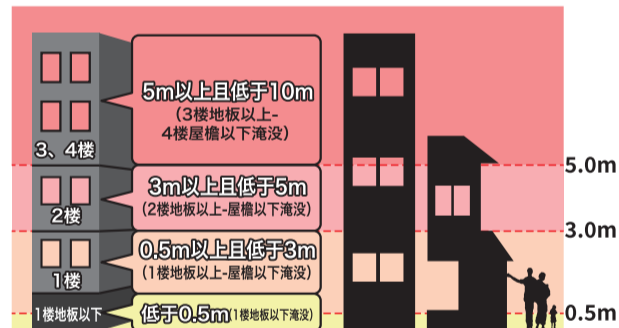 5m以上且低于10m
(3楼地板以上-
4楼屋檐以下淹没)
3、4楼
5.0m
3m以上且低于5m
(2楼地板以上-屋檐以下淹没)
2楼
3.0m
0.5m以上且低于3m
(1楼地板以上-屋檐以下淹没)
1楼
1楼地板以下
低于0.5m(1楼地板以下淹没)
0.5m